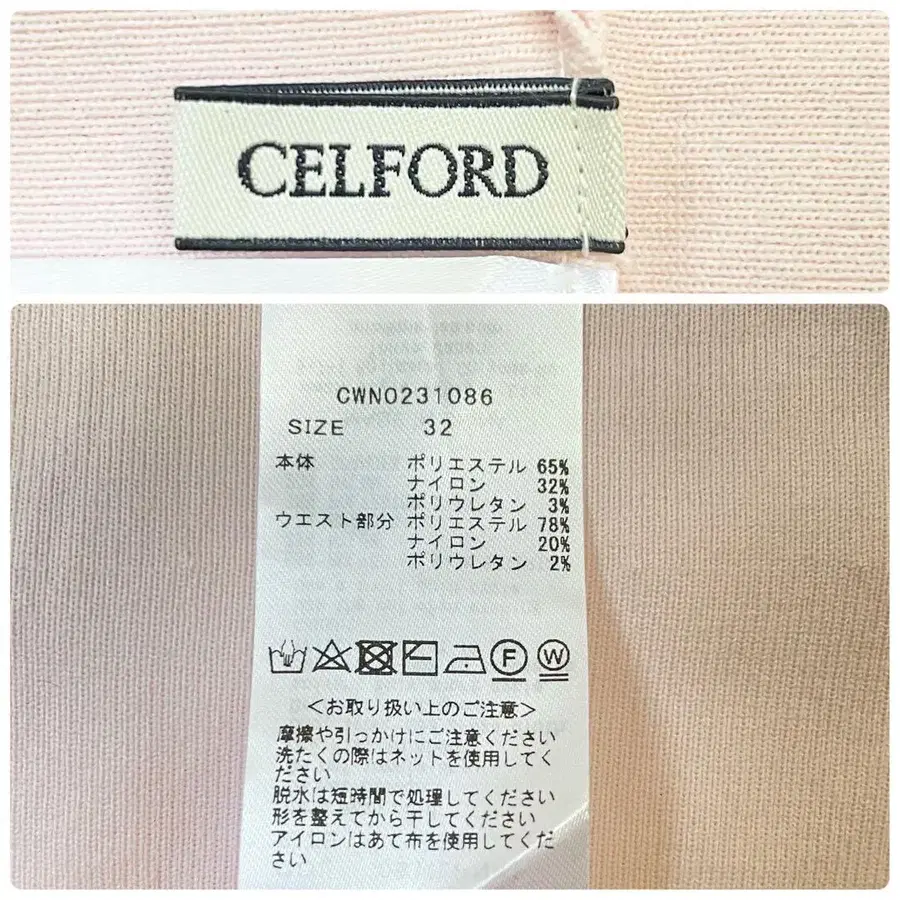 CELFORD
CWN0231086
SIZE 32
本体 ポリエステル 65%
ナイロン 32%
ポリウレタン 3%
ウエスト部分 ポリエステル 78%
ナイロン 20%
ポリウレタン 2%
F W
＜お取り扱い上のご注意＞
摩擦や引っかけにご注意ください
洗たくの際はネットを使用してく
ださい
脱水は短時間で処理してください
形を整えてから干してください
アイロンはあて布を使用してくだ
さい